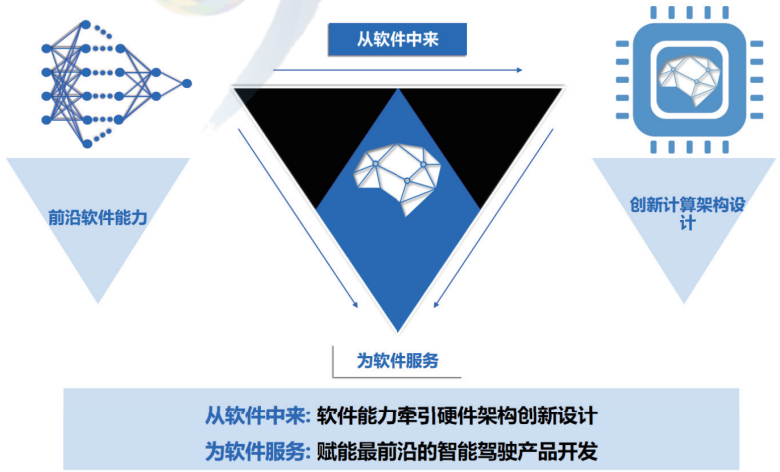 从软件中来
前沿软件能力
创新计算架构设
计
为软件服务
从软件中来: 软件能力牵引硬件架构创新设计
为软件服务: 赋能最前沿的智能驾驶产品开发